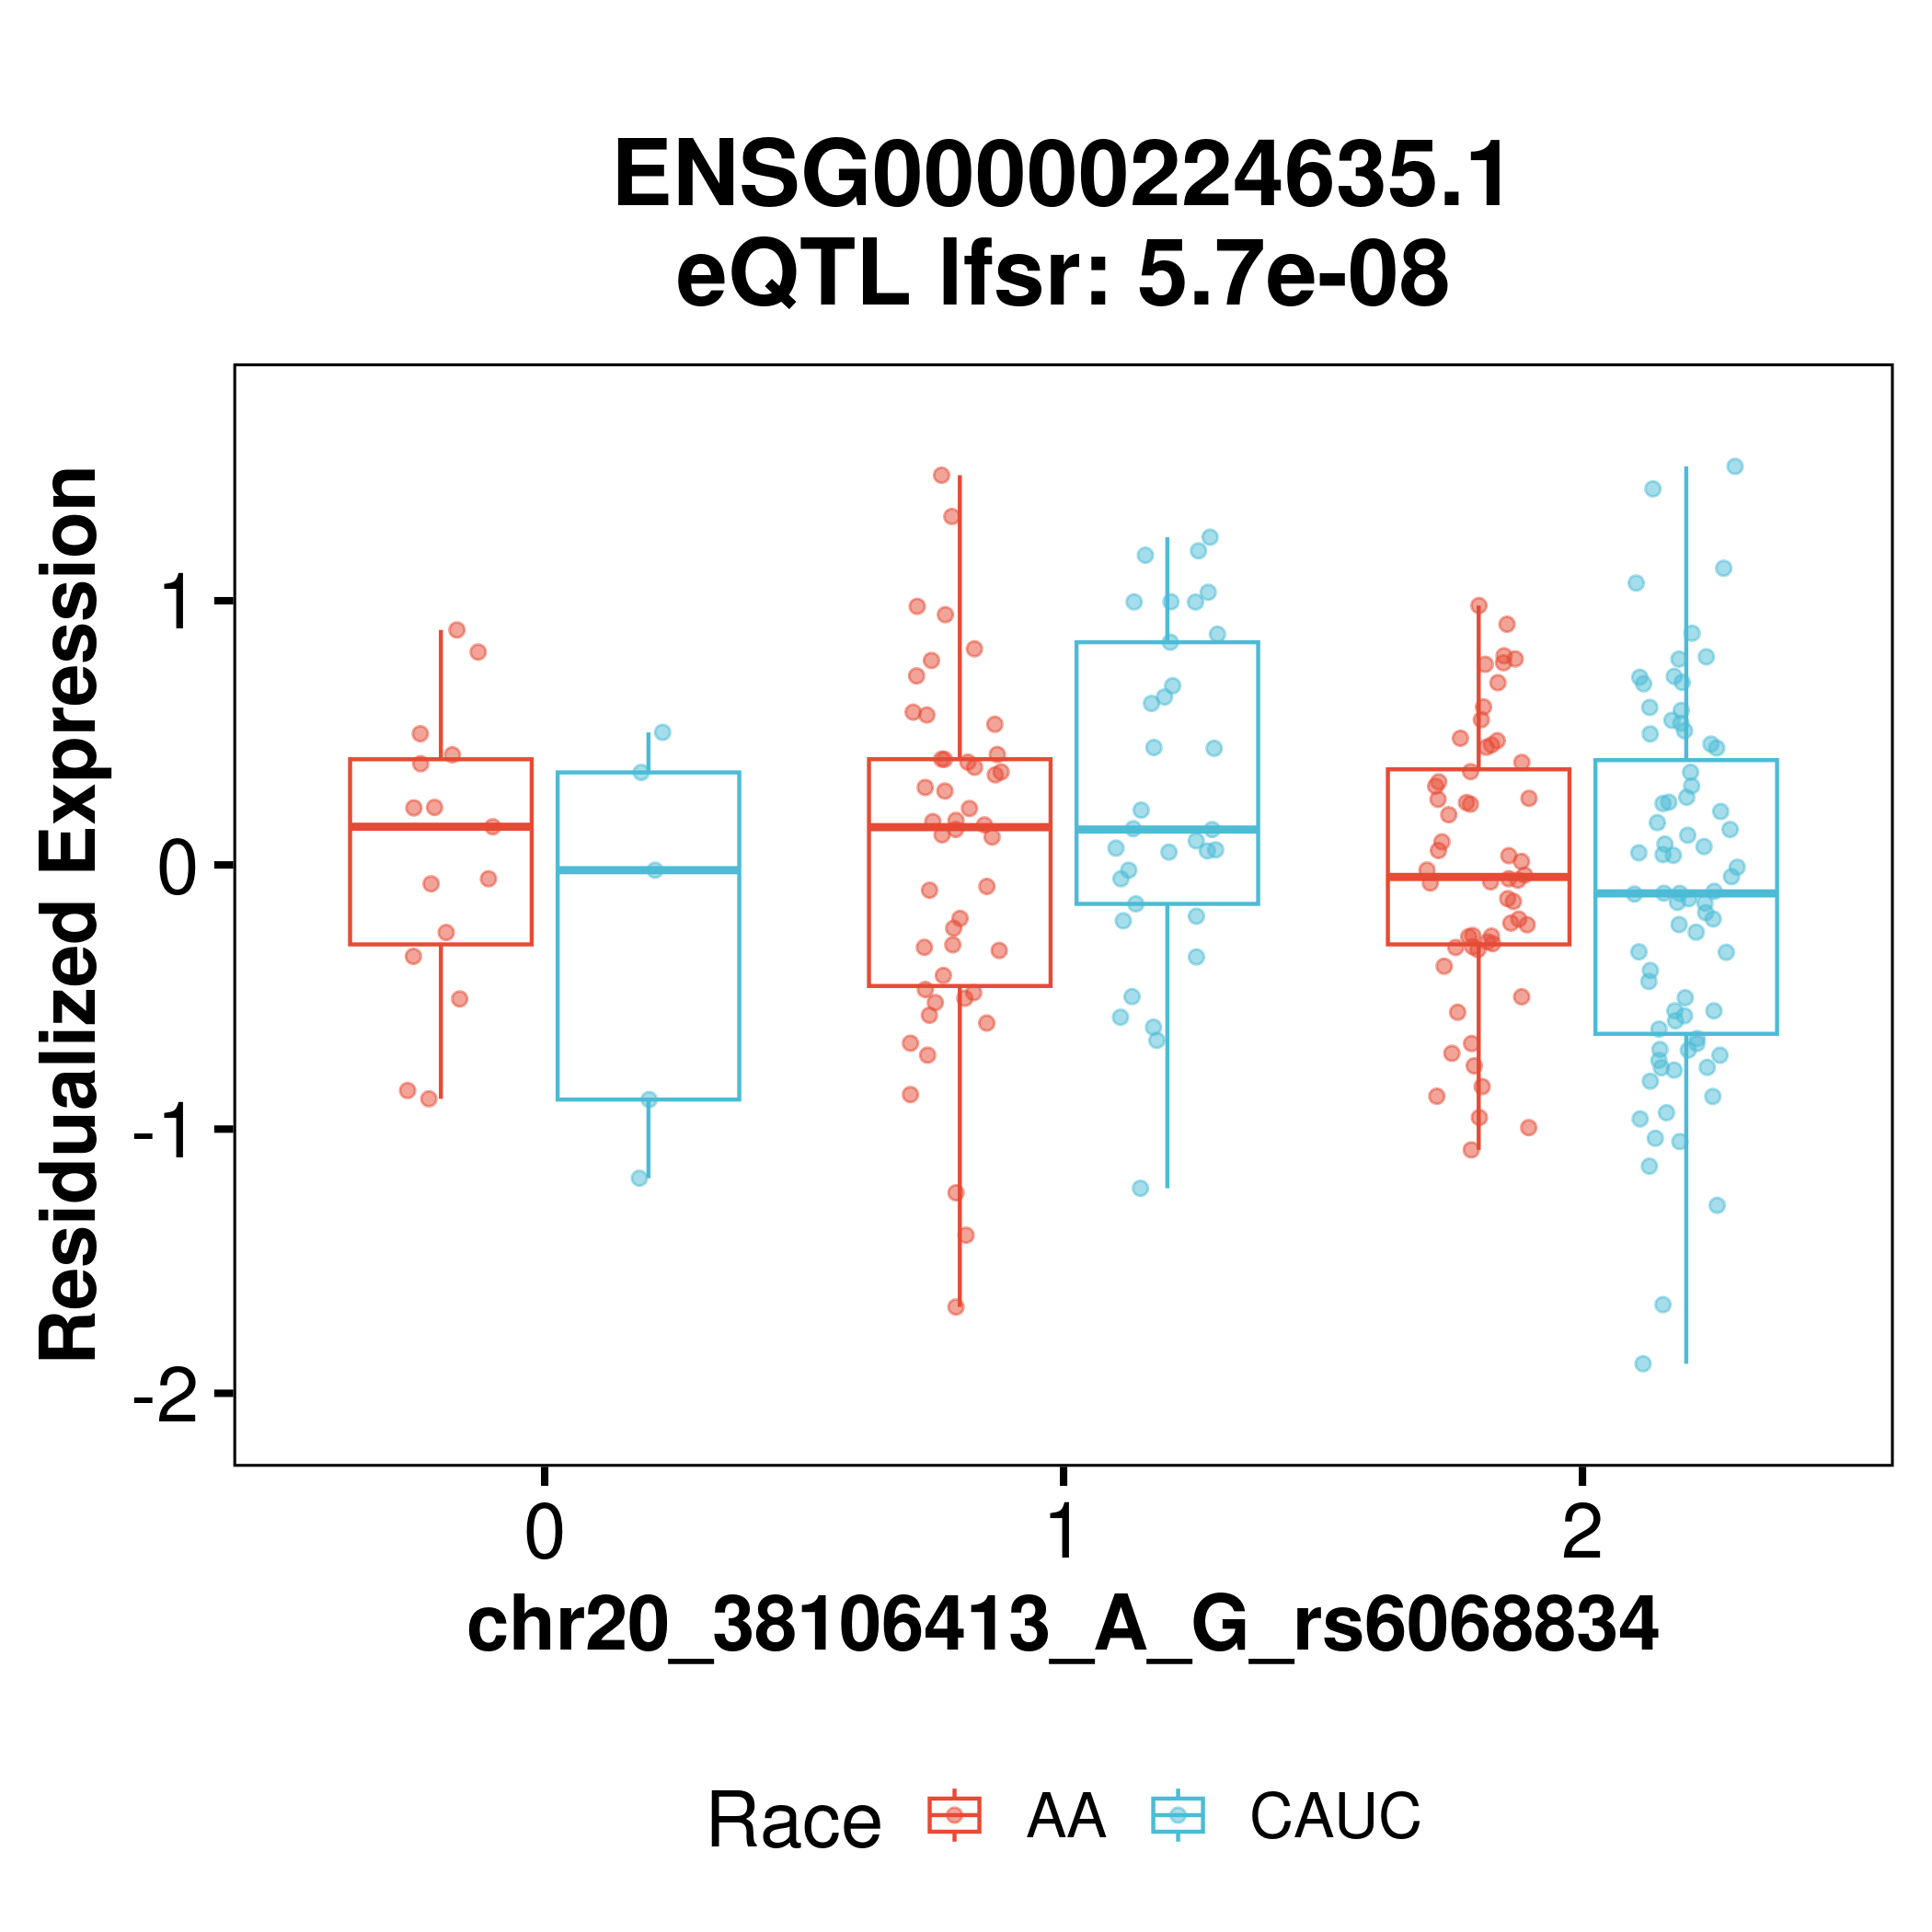 ENSG00000224635.1
eQTL lfsr: 5.7e-08
Residualized Expression
1
0
-1
-2
0 1 2
chr20_38106413_A_G_rs6068834
Race AA CAUC